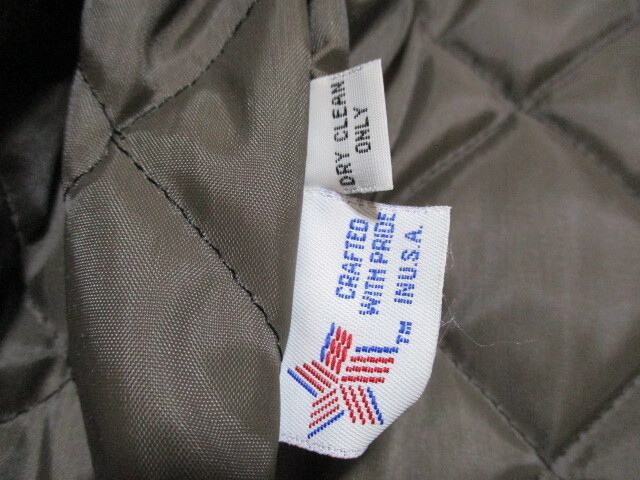 DRY CLEAN
ONLY
CRAFTED
WITH PRIDE
IN U.S.A.
TM